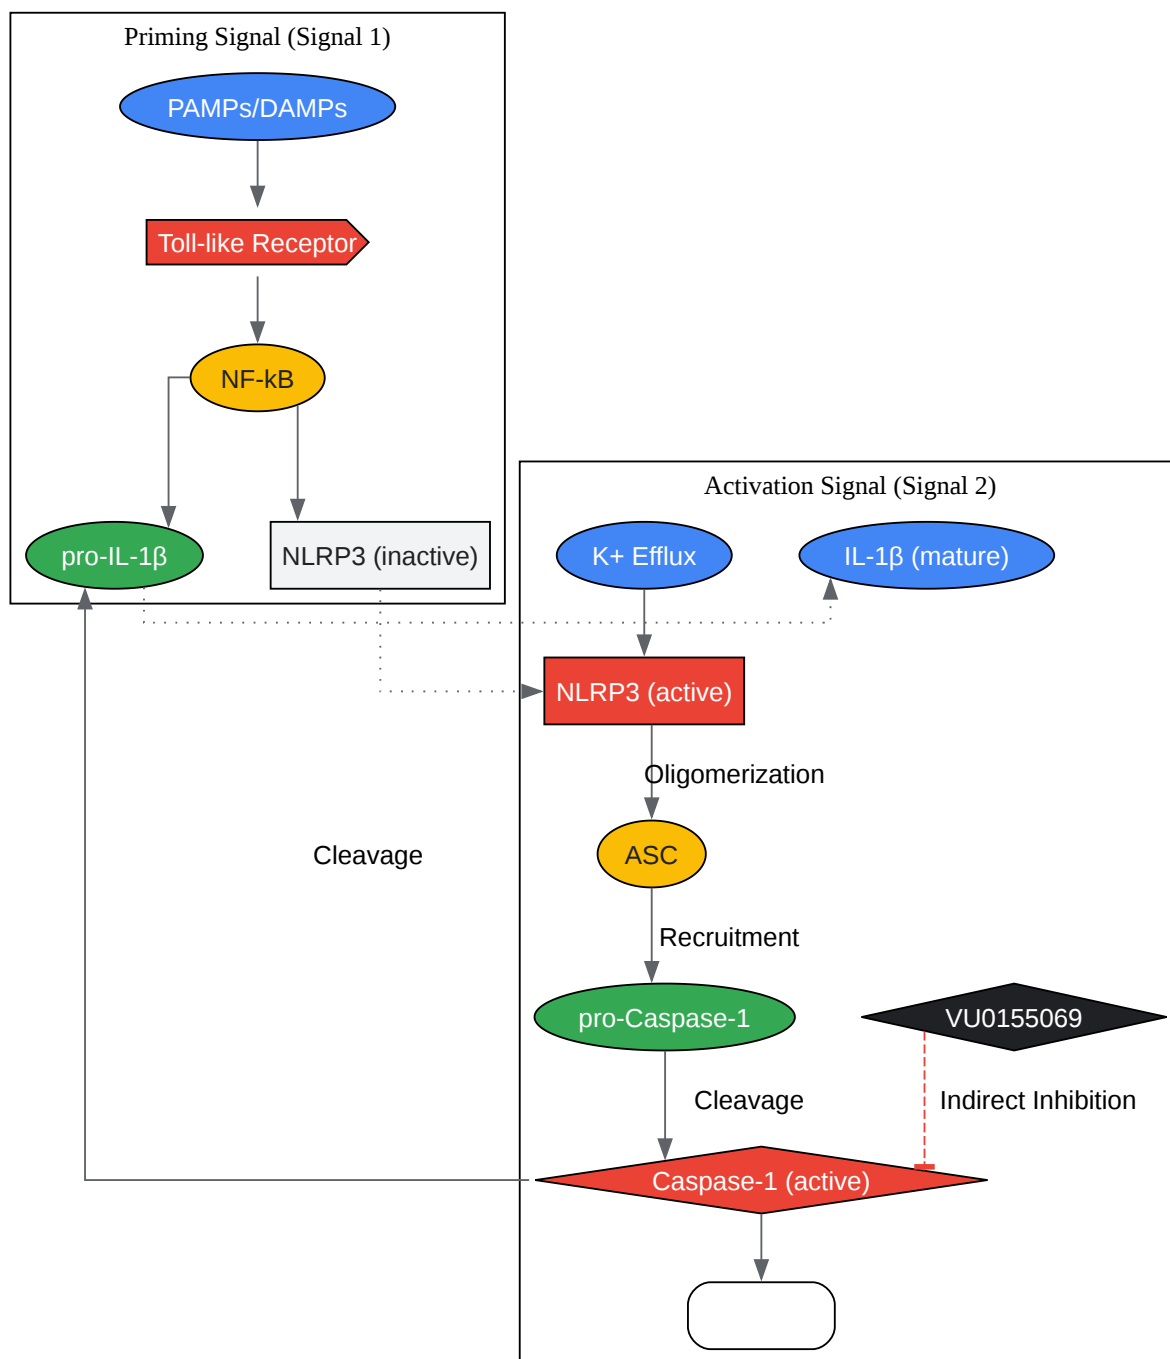 Priming Signal (Signal 1)
PAMPs/DAMPs
Toll-like Receptor
NF-kB
pro-IL-1β
NLRP3 (inactive)
Activation Signal (Signal 2)
K+ Efflux
IL-1β (mature)
NLRP3 (active)
Oligomerization
Cleavage
ASC
Recruitment
pro-Caspase-1
VU0155069
Cleavage
Indirect Inhibition
Caspase-1 (active)